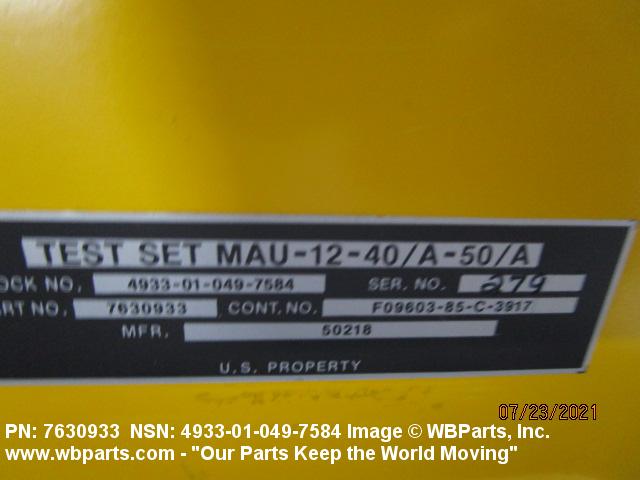 TEST SET MAU-12-40/A-50/A
OCK NO, 4933-01-049-7584 SER. NO. 279
ART NO, 7630933 CONT. NO. F09603-85-C-3917
MFR. 50218
U.S. PROPERTY
07/23/2021
PN: 7630933 NSN: 4933-01-049-7584 Image © WBParts, Inc.
www.wbparts.com - "Our Parts Keep the World Moving"